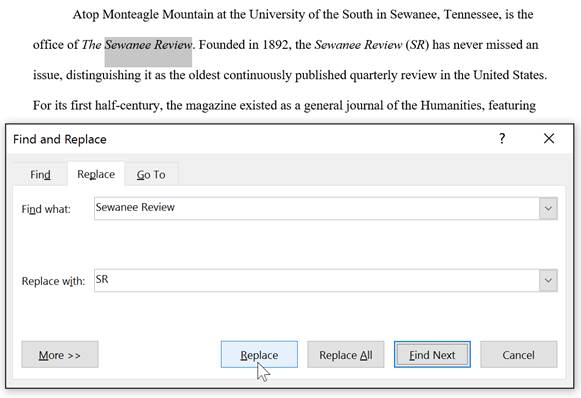 Atop Monteagle Mountain at the University of the South in Sewanee, Tennessee, is the
office of The Sewanee Review. Founded in 1892, the Sewanee Review (SR) has never missed an
issue, distinguishing it as the oldest continuously published quarterly review in the United States.
For its first half-century, the magazine existed as a general journal of the Humanities, featuring
Find and Replace ?
Find Replace Go To
Find what: Sewanee Review
Replace with: SR
More >> Replace Replace All Find Next Cancel